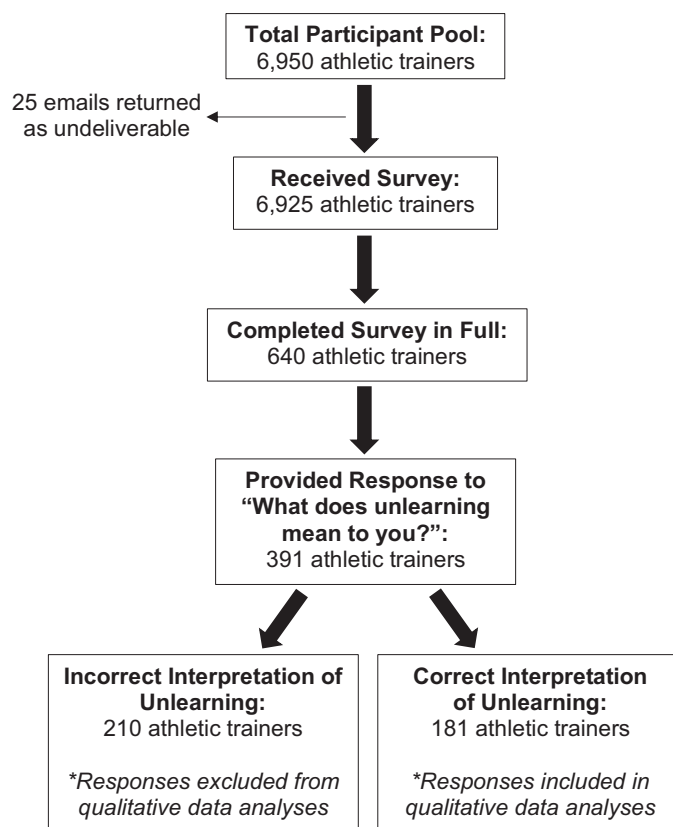 Total Participant Pool:
6,950 athletic trainers
25 emails returned
as undeliverable
Received Survey:
6,925 athletic trainers
Completed Survey in Full:
640 athletic trainers
Provided Response to
“What does unlearning
mean to you?”:
391 athletic trainers
Incorrect Interpretation of
Unlearning:
210 athletic trainers
*Responses excluded from
qualitative data analyses
Correct Interpretation
of Unlearning:
181 athletic trainers
*Responses included in
qualitative data analyses